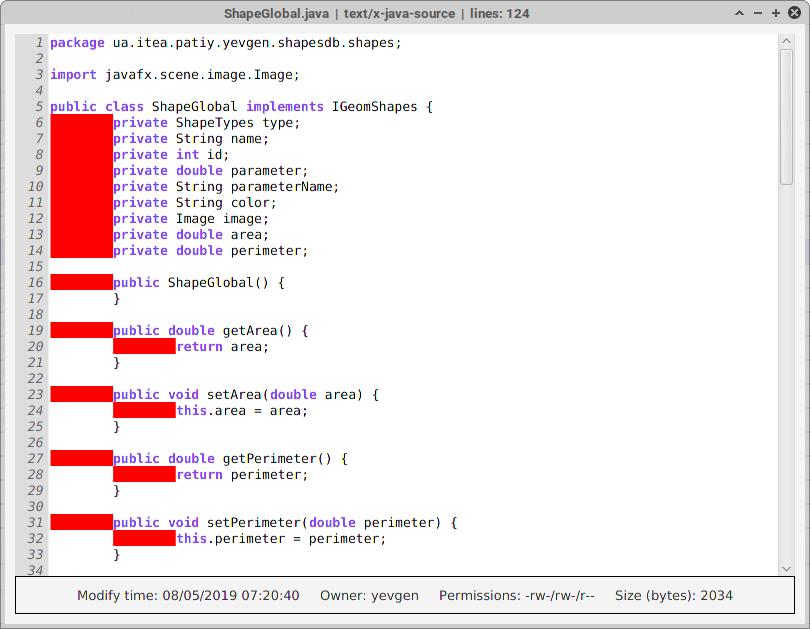 ShapeGlobal.java | text/x-java-source | lines: 124
1 package ua.itea.patiy.yevgen.shapesdb.shapes;
2
3 import javafx.scene.image.Image;
4
5 public class ShapeGlobal implements IGeomShapes {
6 private ShapeTypes type;
7 private String name;
8 private int id;
9 private double parameter;
10 private String parameterName;
11 private String color;
12 private Image image;
13 private double area;
14 private double perimeter;
15
16 public ShapeGlobal() {
17 }
18
19 public double getArea() {
20 return area;
21 }
22
23 public void setArea(double area) {
24 this.area = area;
25 }
26
27 public double getPerimeter() {
28 return perimeter;
29 }
30
31 public void setPerimeter(double perimeter) {
32 this.perimeter = perimeter;
33 }
34
Modify time: 08/05/2019 07:20:40 Owner: yevgen Permissions: -rw-/rw-/r-- Size (bytes): 2034